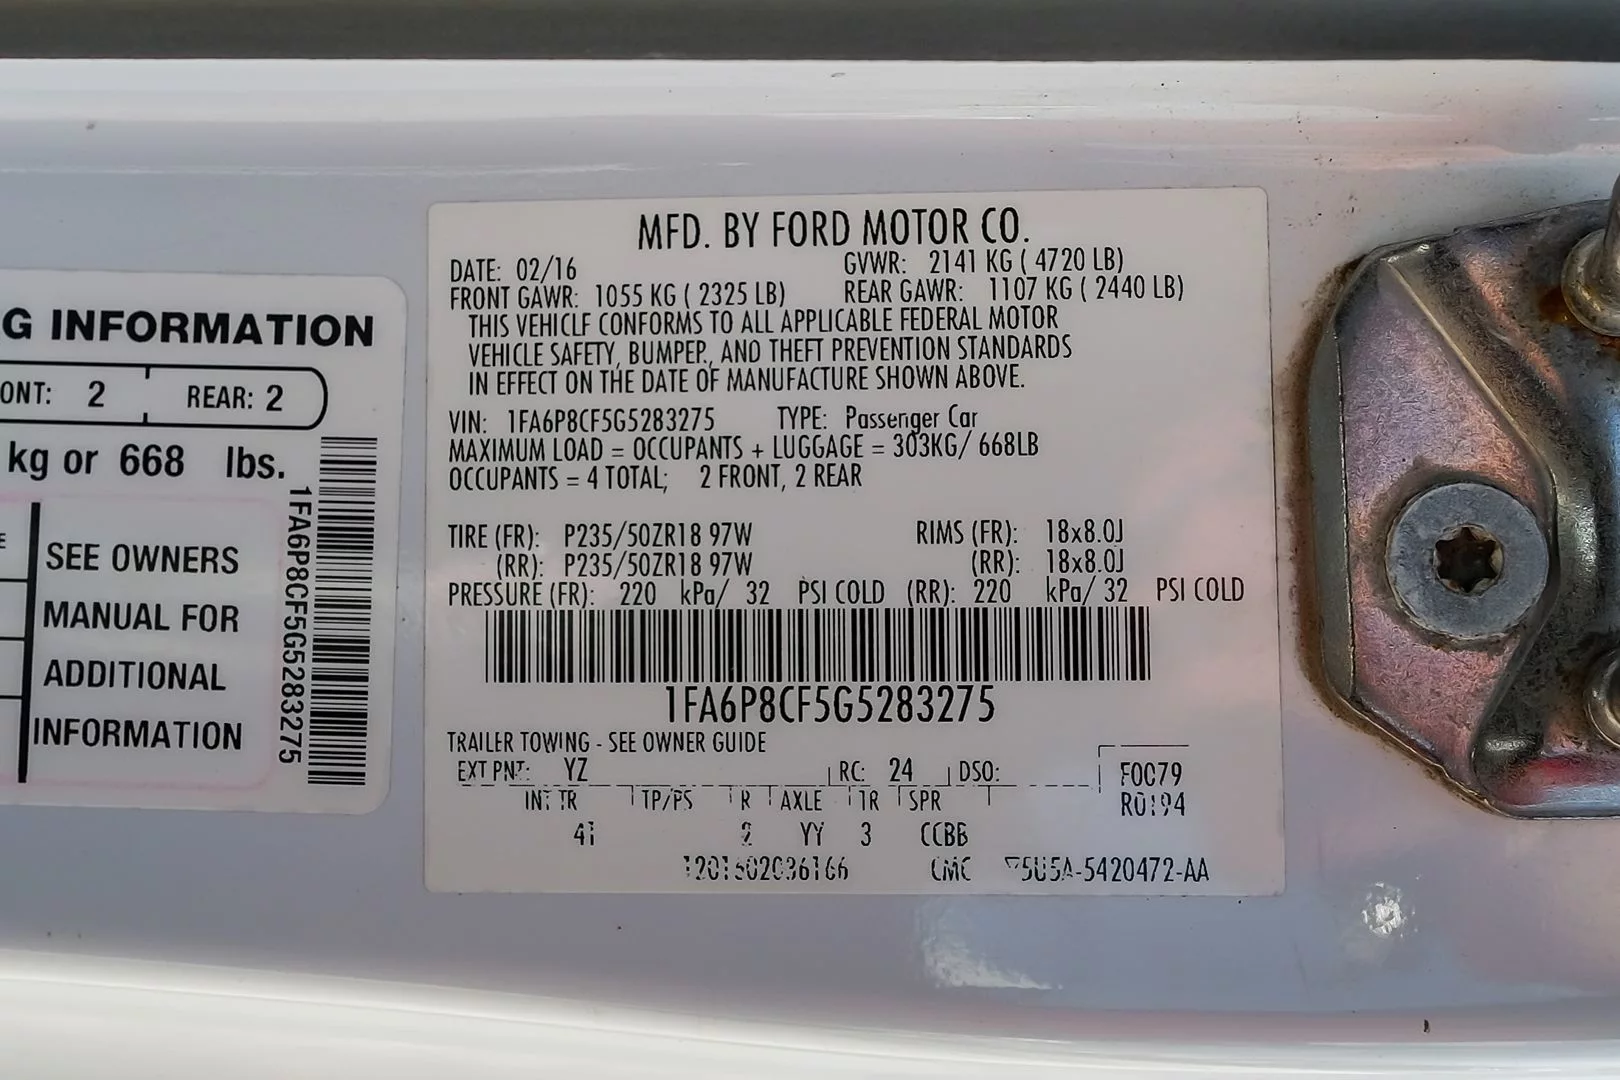 G INFORMATION
ONT: 2 REAR: 2
kg or 668 lbs.
SEE OWNERS
MANUAL FOR
ADDITIONAL
INFORMATION
1FA6P8CF5G5283275
MFD. BY FORD MOTOR CO.
DATE: 02/16 GVWR: 2141 KG ( 4720 LB)
FRONT GAWR: 1055 KG ( 2325 LB) REAR GAWR: 1107 KG ( 2440 LB)
THIS VEHICLE CONFORMS TO ALL APPLICABLE FEDERAL MOTOR
VEHICLE SAFETY, BUMPER, AND THEFT PREVENTION STANDARDS
IN EFFECT ON THE DATE OF MANUFACTURE SHOWN ABOVE.
VIN: 1FA6P8CF5G5283275 TYPE: Passenger Car
MAXIMUM LOAD = OCCUPANTS + LUGGAGE = 303KG/ 668LB
OCCUPANTS = 4 TOTAL; 2 FRONT, 2 REAR
TIRE (FR): P235/50ZR18 97W RIMS (FR): 18x8.0J
(RR): P235/50ZR18 97W (RR): 18x8.0J
PRESSURE (FR): 220 kPa/ 32 PSI COLD (RR): 220 kPa/ 32 PSI COLD
1FA6P8CF5G5283275
TRAILER TOWING - SEE OWNER GUIDE
EXT PNT: YZ RC: 24 DSO: F0079
INT TR TP/PS R AXLE TR SPR R0194
41 YY 3 CCBB
CMC 5U5A-5420472-AA